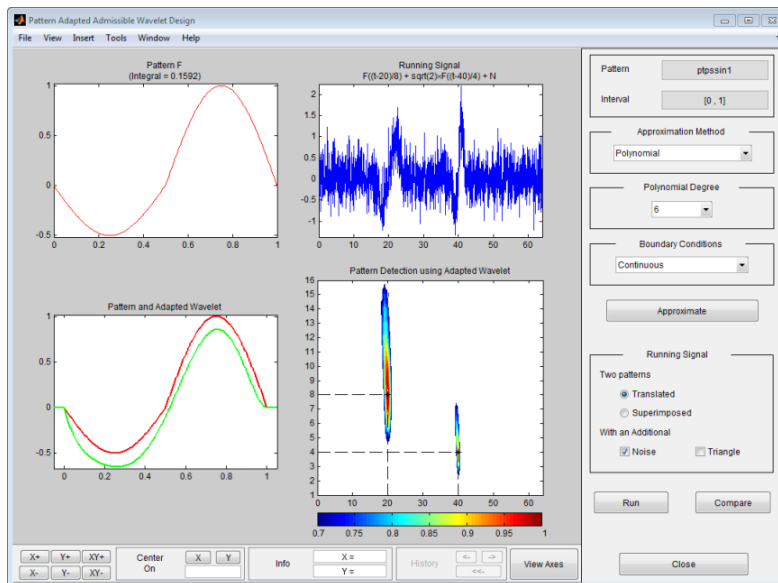 Pattern Adapted Admissible Wavelet Design
File View Insert Tools Window Help
Pattern F
(Integral = 0.1592)
1
0.5
0
-0.5
0 0.2 0.4 0.6 0.8 1
Running Signal
F((t-20)/8) + sqrt(2)×F((t-40)/4) + N
2
1.5
1
0.5
0
-0.5
-1
0 10 20 30 40 50 60
Pattern and Adapted Wavelet
1
0.5
0
-0.5
0 0.2 0.4 0.6 0.8 1
Pattern Detection using Adapted Wavelet
16
15
14
13
12
11
10
9
8
7
6
5
4
3
2
1
0 10 20 30 40 50 60
0.7 0.75 0.8 0.85 0.9 0.95 1
Pattern ptpssin1
Interval [0 , 1]
Approximation Method
Polynomial
Polynomial Degree
6
Boundary Conditions
Continuous
Approximate
Running Signal
Two patterns
Translated
Superimposed
With an Additional
Noise Triangle
Run Compare
Close
X+ Y+ XY+
X- Y- XY-
Center
On
X Y
Info
X =
Y =
History
<- ->
<<-
View Axes